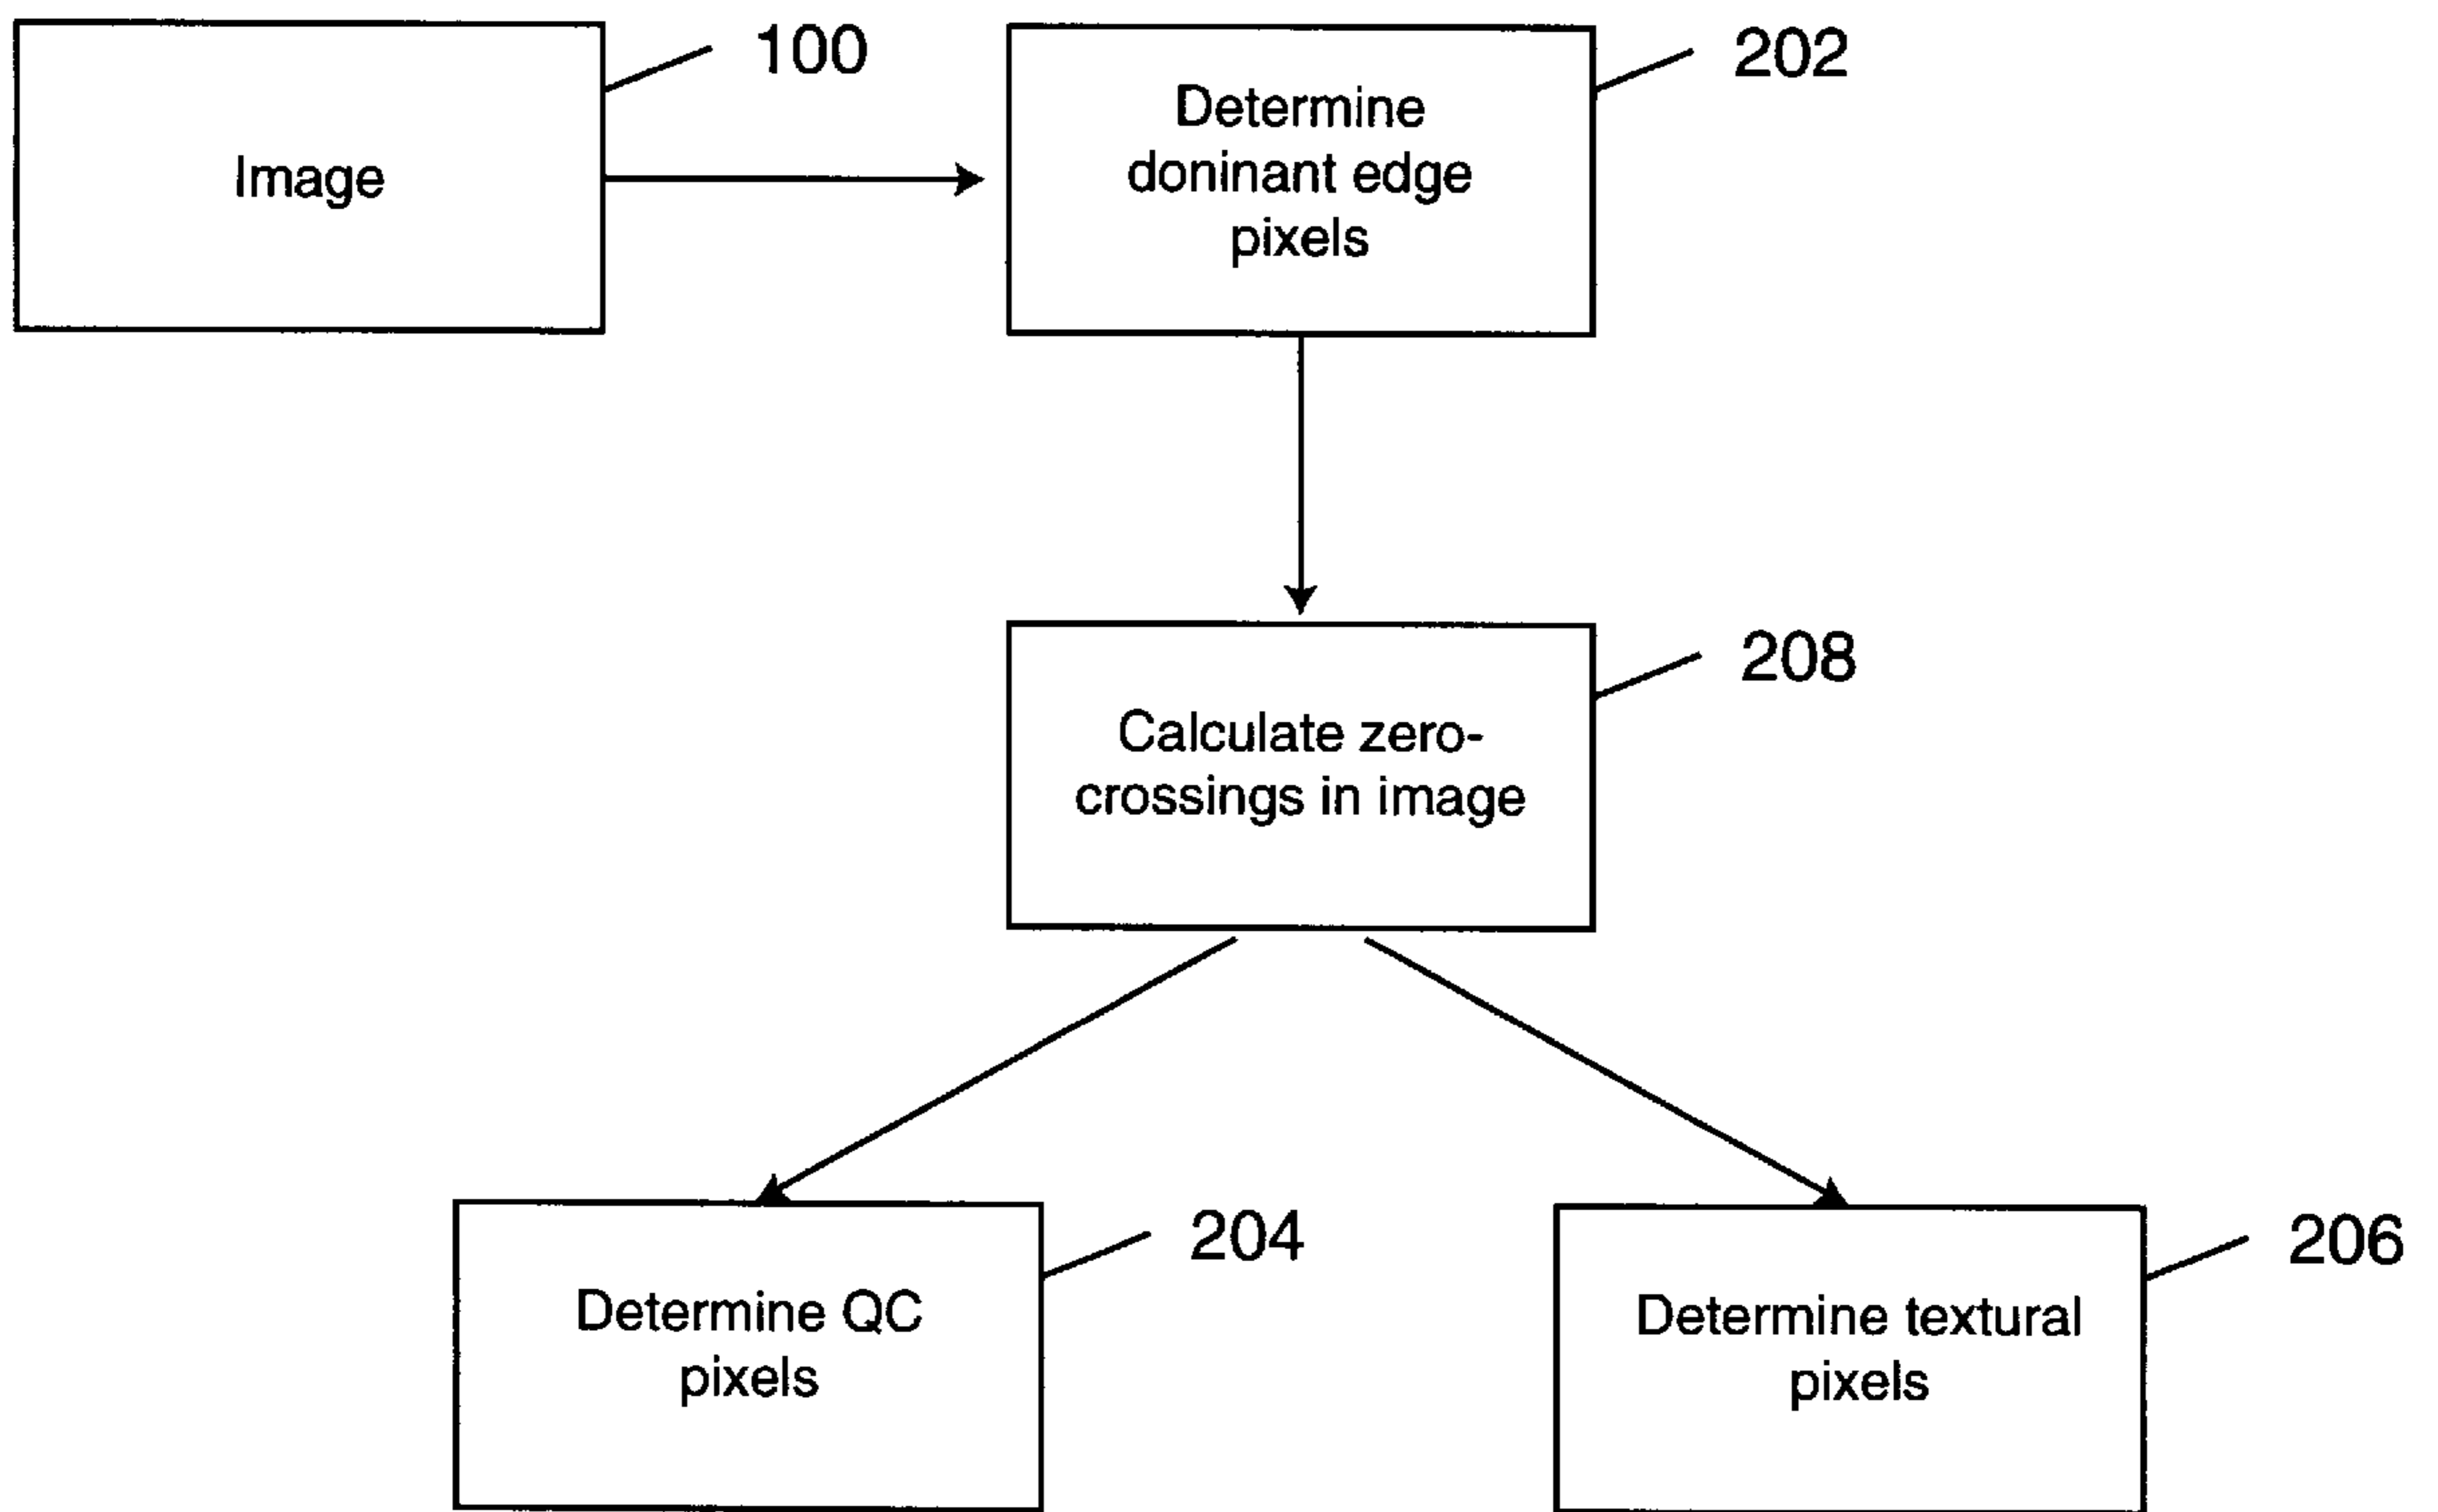 100
Image
202
Determine
doninant edge
pixels
208
Calculate zero-
crossings in image
204
Determine QC
pixels
206
Determine textural
pixels